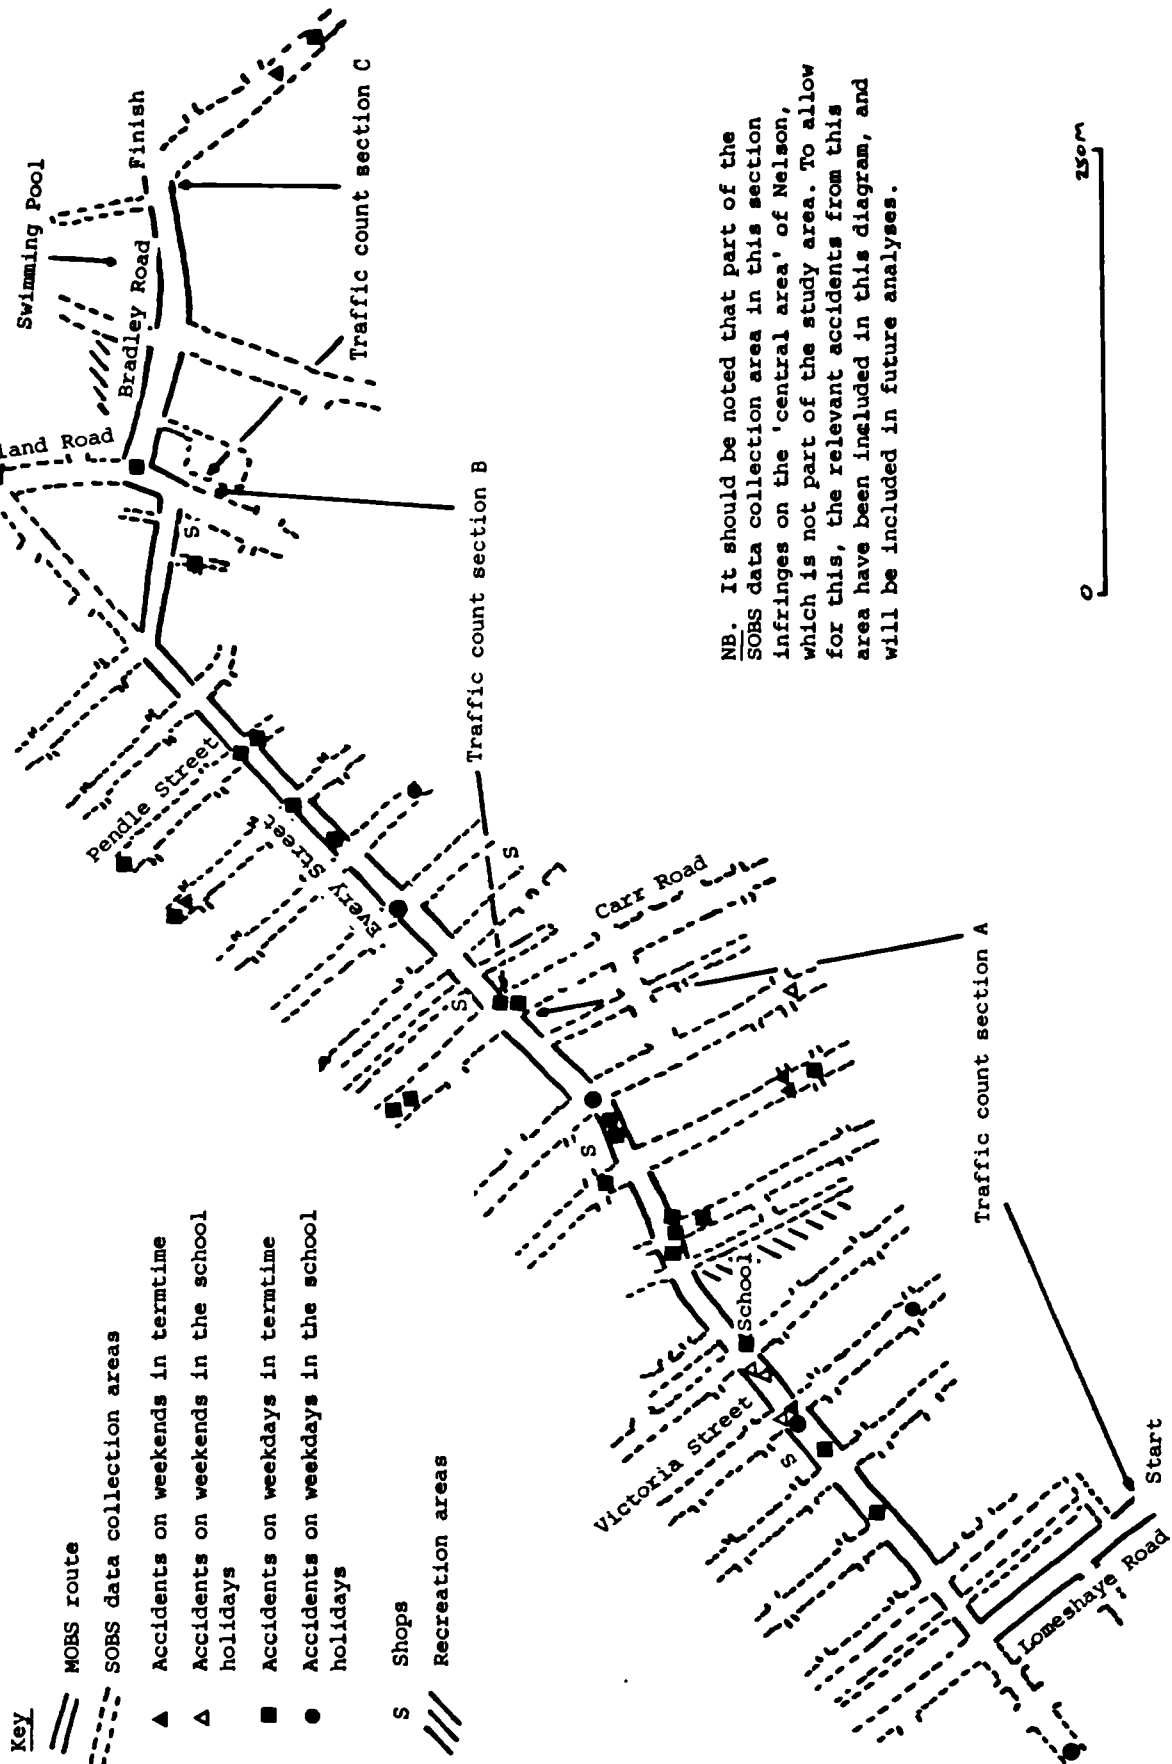 Key
MOBS route
SOBS data collection areas
Accidents on weekends in termtime
Accidents on weekends in the school
holidays
Accidents on weekdays in termtime
Accidents on weekdays in the school
holidays
S Shops
Recreation areas
Swimming Pool
Bradley Road
Finish
land Road
Traffic count section C
S
Traffic count section B
Pendle Street
Every Street
S
S
Carr Road
Traffic count section A
S
School
Victoria Street
S
Lomeshaye Road
Start
NB. It should be noted that part of the
SOBS data collection area in this section
infringes on the 'central area' of Nelson,
which is not part of the study area. To allow
for this, the relevant accidents from this
area have been included in this diagram, and
will be included in future analyses.
0
250m